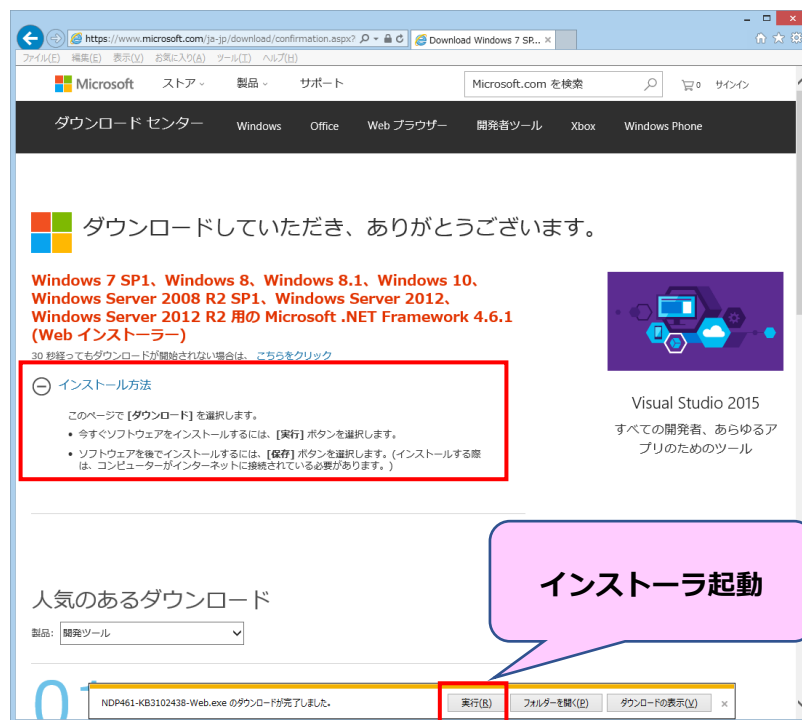 https://www.microsoft.com/ja-jp/download/confirmation.aspx?
Download Windows 7 SP... ×
ファイル(F) 編集(E) 表示(V) お気に入り(A) ツール(T) ヘルプ(H)
Microsoft ストア 製品 サポート Microsoft.com を検索 0 サインイン
ダウンロード センター Windows Office Web ブラウザー 開発者ツール Xbox Windows Phone
ダウンロードしていただき、ありがとうございます。
Windows 7 SP1、Windows 8、Windows 8.1、Windows 10、
Windows Server 2008 R2 SP1、Windows Server 2012、
Windows Server 2012 R2 用の Microsoft .NET Framework 4.6.1
(Web インストーラー)
30 秒経ってもダウンロードが開始されない場合は、 こちらをクリック
インストール方法
このページで [ダウンロード] を選択します。
• 今すぐソフトウェアをインストールするには、[実行] ボタンを選択します。
• ソフトウェアを後でインストールするには、[保存] ボタンを選択します。(インストールする際
は、コンピューターがインターネットに接続されている必要があります。)
Visual Studio 2015
すべての開発者、あらゆるア
プリのためのツール
インストーラ起動
人気のあるダウンロード
製品: 開発ツール
01
NDP461-KB3102438-Web.exe のダウンロードが完了しました。 実行(R) フォルダーを開く(P) ダウンロードの表示(V) ×